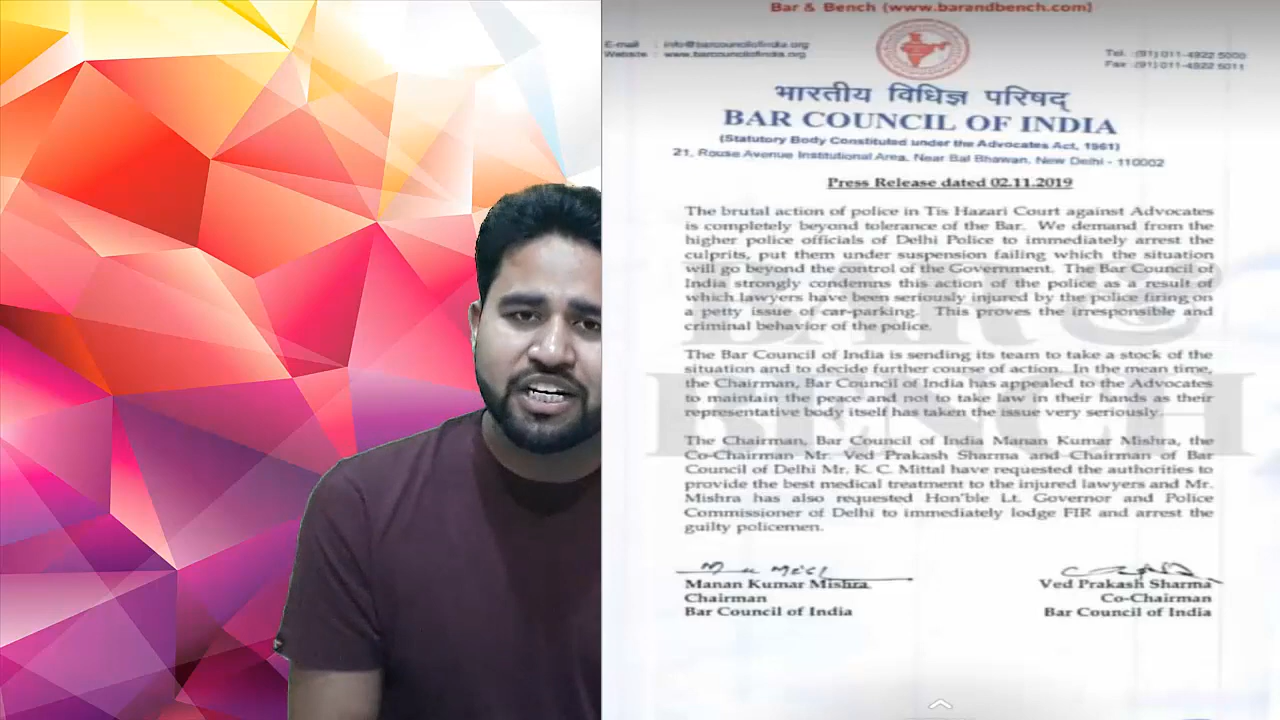 Bar & Bench (www.barandbench.com)
E-mail : info@barcouncilofindia.org
Website : www.barcouncilofindia.org
Tel. :(91) 011-4922 5000
Fax :(91) 011-4922 5011
भारतीय विधिज्ञ परिषद्
BAR COUNCIL OF INDIA
(Statutory Body Constituted under the Advocates Act, 1961)
21, Rouse Avenue Institutional Area, Near Bal Bhawan, New Delhi - 110002
Press Release dated 02.11.2019
The brutal action of police in Tis Hazari Court against Advocates
is completely beyond tolerance of the Bar. We demand from the
higher police officials of Delhi Police to immediately arrest the
culprits, put them under suspension failing which the situation
will go beyond the control of the Government. The Bar Council of
India strongly condemns this action of the police as a result of
which lawyers have been seriously injured by the police firing on
a petty issue of car-parking. This proves the irresponsible and
criminal behavior of the police.
The Bar Council of India is sending its team to take a stock of the
situation and to decide further course of action. In the mean time,
the Chairman, Bar Council of India has appealed to the Advocates
to maintain the peace and not to take law in their hands as their
representative body itself has taken the issue very seriously.
The Chairman, Bar Council of India Manan Kumar Mishra, the
Co-Chairman Mr. Ved Prakash Sharma and Chairman of Bar
Council of Delhi Mr. K. C. Mittal have requested the authorities to
provide the best medical treatment to the injured lawyers and Mr.
Mishra has also requested Hon'ble Lt. Governor and Police
Commissioner of Delhi to immediately lodge FIR and arrest the
guilty policemen.
Manan Kumar Mishra
Chairman
Bar Council of India
Ved Prakash Sharma
Co-Chairman
Bar Council of India
BAR &
BENCH